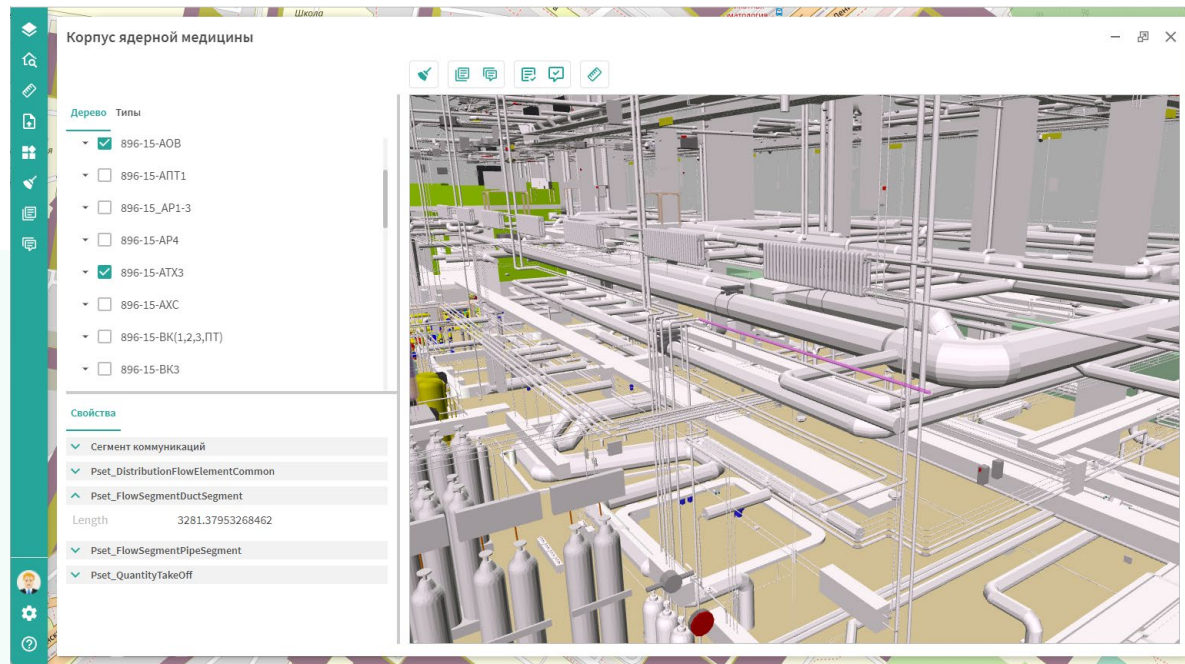 Школа
Корпус ядерной медицины
Дерево Типы
896-15-АОВ
896-15-АПТ1
896-15_АР1-3
896-15-АР4
896-15-АТХ3
896-15-АХС
896-15-ВК(1,2,3,ПТ)
896-15-ВК3
Свойства
Сегмент коммуникаций
Pset_DistributionFlowElementCommon
Pset_FlowSegmentDuctSegment
Length 3281.37953268462
Pset_FlowSegmentPipeSegment
Pset_QuantityTakeOff